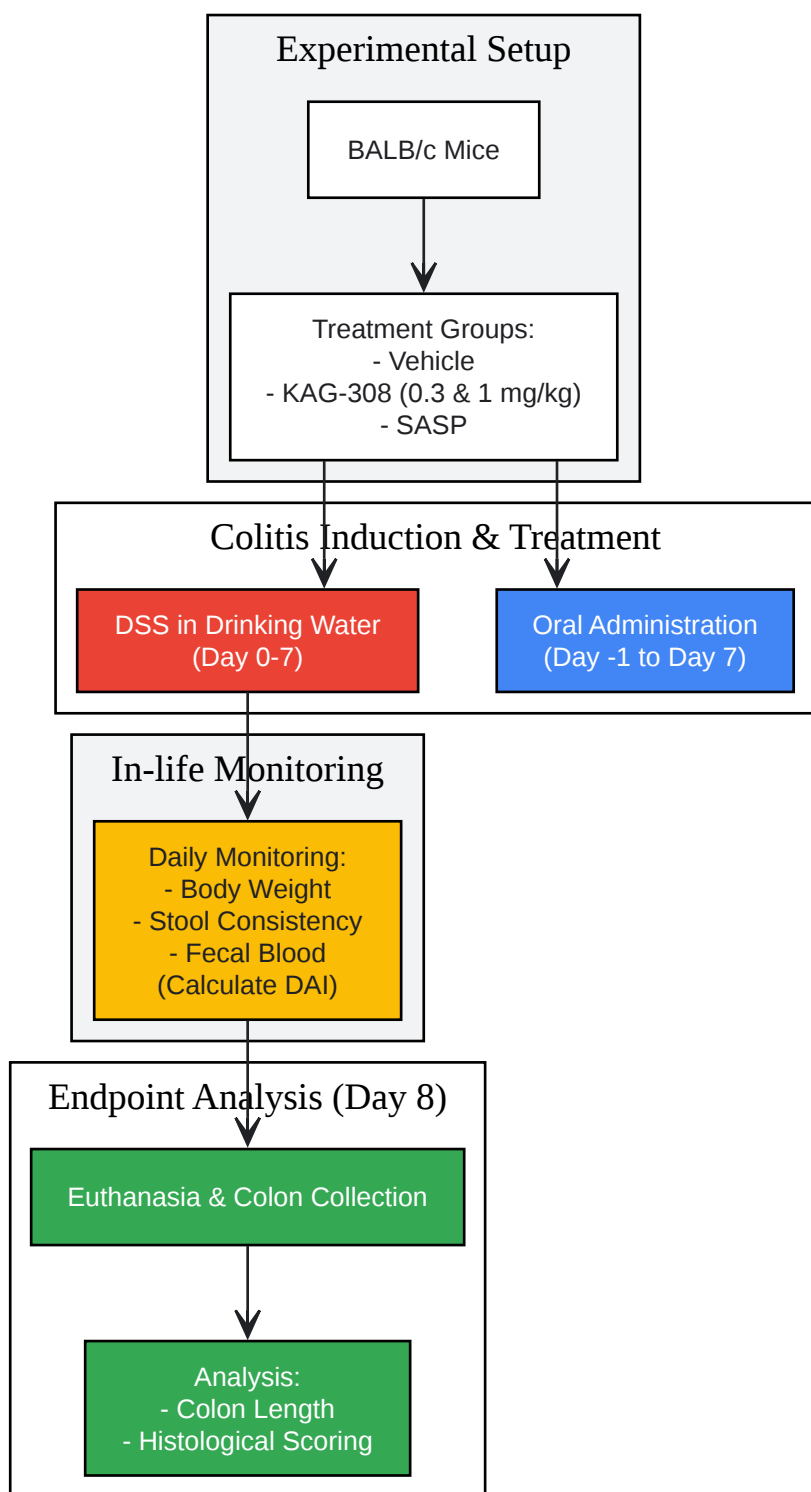 Experimental Setup
BALB/c Mice
Treatment Groups:
- Vehicle
- KAG-308 (0.3 & 1 mg/kg)
- SASP
Colitis Induction & Treatment
DSS in Drinking Water
(Day 0-7)
Oral Administration
(Day -1 to Day 7)
In-life Monitoring
Daily Monitoring:
- Body Weight
- Stool Consistency
- Fecal Blood
(Calculate DAI)
Endpoint Analysis (Day 8)
Euthanasia & Colon Collection
Analysis:
- Colon Length
- Histological Scoring